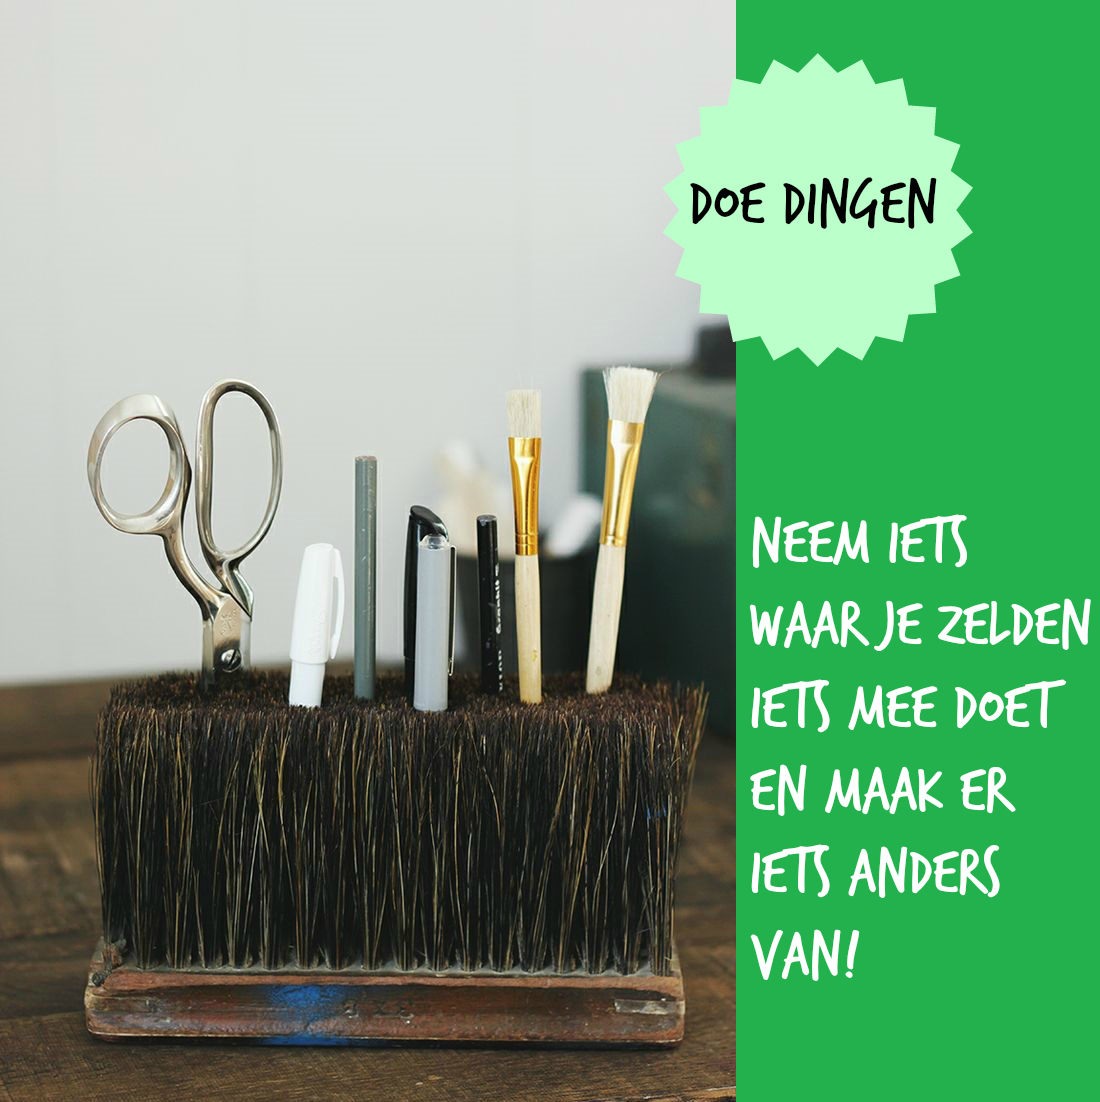 DOE DINGEN
NEEM IETS
WAAR JE ZELDEN
IETS MEE DOET
EN MAAK ER
IETS ANDERS
VAN!